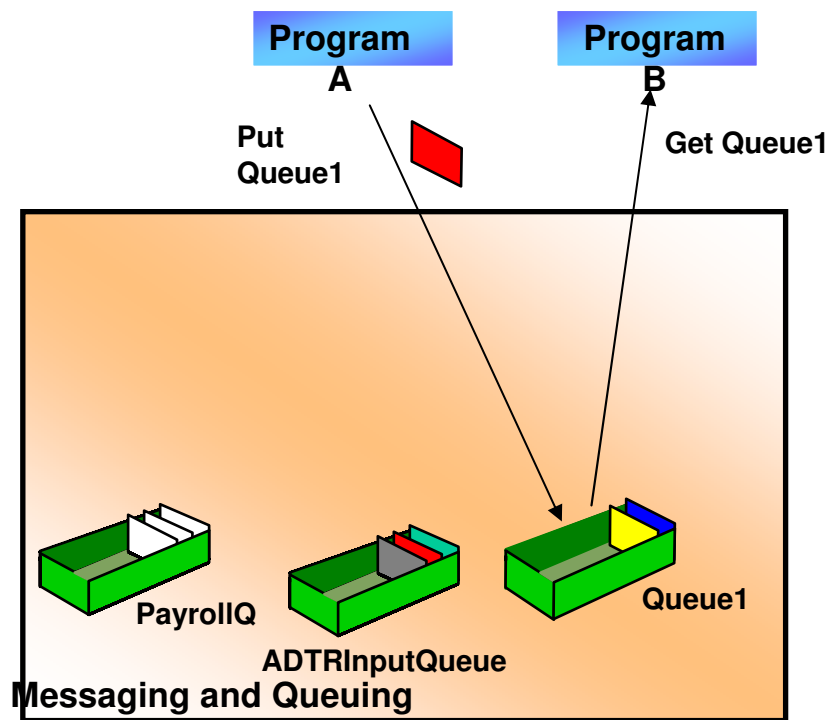 Program
A
Program
B
Put
Queue1
Get Queue1
PayrollQ
ADTRInputQueue
Queue1
Messaging and Queuing